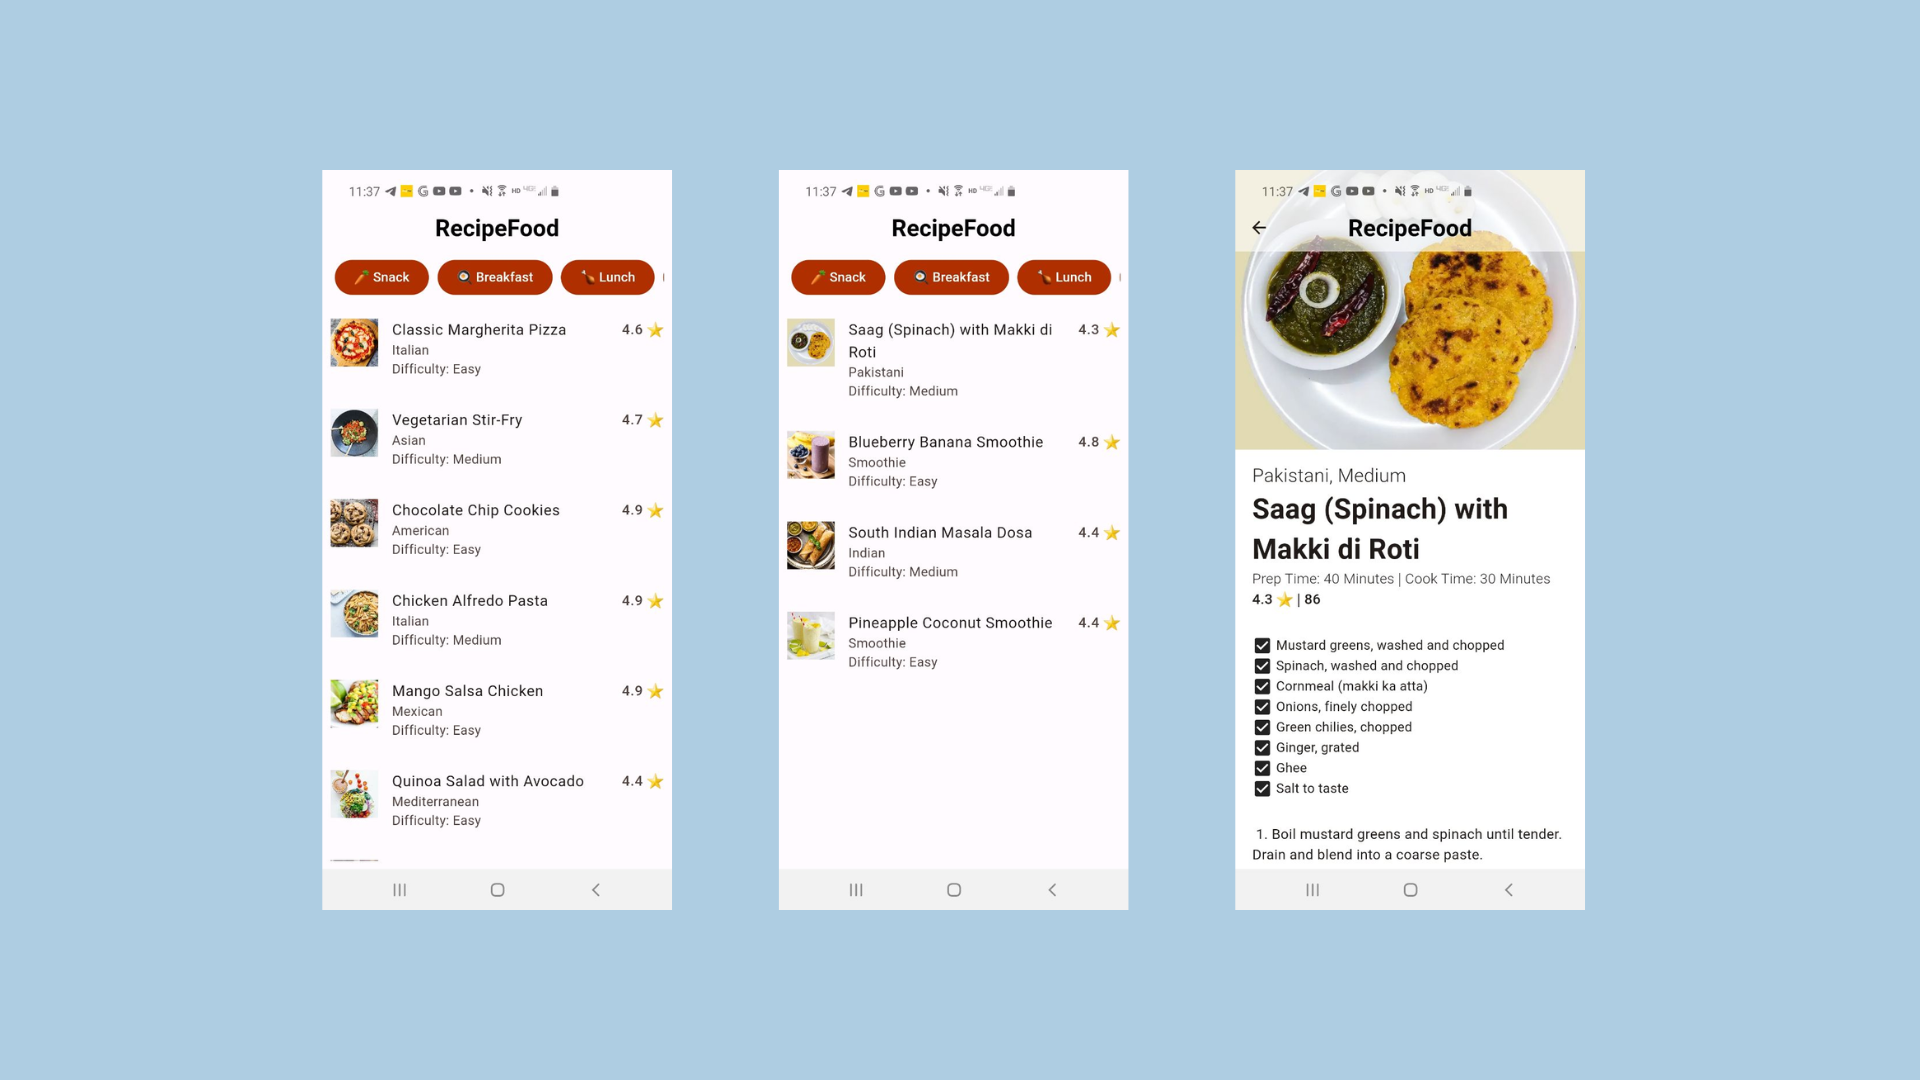 11:37
RecipeFood
Snack
Breakfast
Lunch
Classic Margherita Pizza
4.6
Italian
Difficulty: Easy
Vegetarian Stir-Fry
4.7
Asian
Difficulty: Medium
Chocolate Chip Cookies
4.9
American
Difficulty: Easy
Chicken Alfredo Pasta
4.9
Italian
Difficulty: Medium
Mango Salsa Chicken
4.9
Mexican
Difficulty: Easy
Quinoa Salad with Avocado
4.4
Mediterranean
Difficulty: Easy
11:37
RecipeFood
Snack
Breakfast
Lunch
Saag (Spinach) with Makki di
4.3
Roti
Pakistani
Difficulty: Medium
Blueberry Banana Smoothie
4.8
Smoothie
Difficulty: Easy
South Indian Masala Dosa
4.4
Indian
Difficulty: Medium
Pineapple Coconut Smoothie
4.4
Smoothie
Difficulty: Easy
11:37
RecipeFood
Pakistani, Medium
Saag (Spinach) with
Makki di Roti
Prep Time: 40 Minutes | Cook Time: 30 Minutes
4.3 ⭐ | 86
Mustard greens, washed and chopped
Spinach, washed and chopped
Cornmeal (makki ka atta)
Onions, finely chopped
Green chilies, chopped
Ginger, grated
Ghee
Salt to taste
1. Boil mustard greens and spinach until tender.
Drain and blend into a coarse paste.